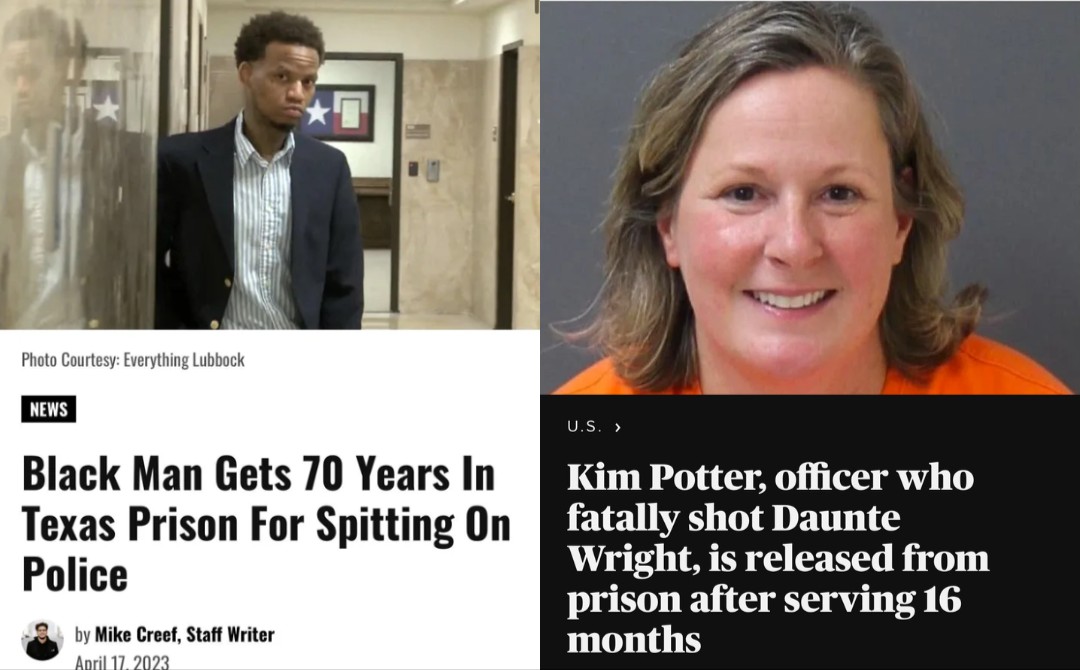 Photo Courtesy: Everything Lubbock
NEWS
Black Man Gets 70 Years In
Texas Prison For Spitting On
Police
by Mike Creef, Staff Writer
April 17, 2023
U.S. >
Kim Potter, officer who
fatally shot Daunte
Wright, is released from
prison after serving 16
months